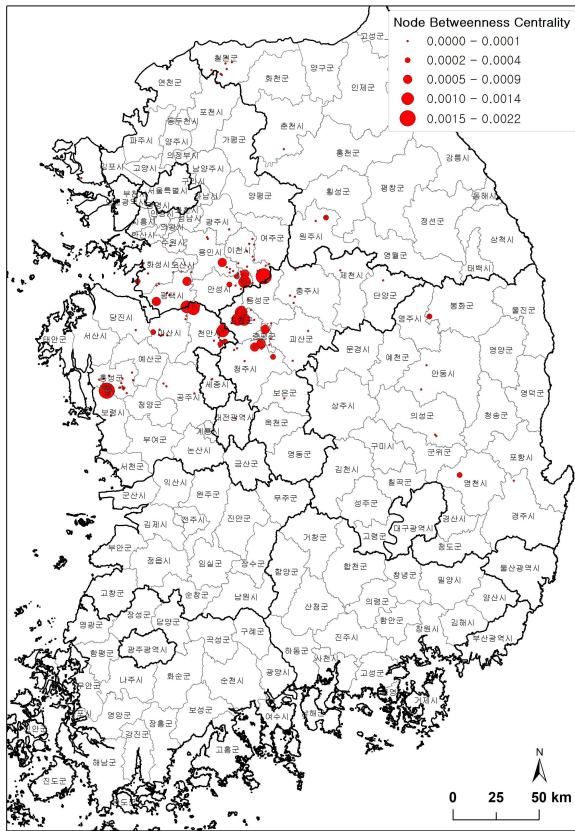 Node Betweenness Centrality
0.0000 - 0.0001
0.0002 - 0.0004
0.0005 - 0.0009
0.0010 - 0.0014
0.0015 - 0.0022
고성군
철원군
양구군
화천군
인제군
연천군
포천시
춘천시
동두천시
가평군
파주시
양주시
홍천군
강릉시
의정부시
김포시
고양시
남양주시
구리시
서울특별시
하남시
양평군
횡성군
평창군
동해시
정선군
광주시
삼척시
수원시
여주군
원주시
이천시
용인시
영월군
태백시
화성시
오산시
안성시
제천시
평택시
충주시
단양군
음성군
봉화군
울진군
당진시
영주시
태안군
서산시
아산시
천안시
괴산군
문경시
예천군
영양군
예산군
청주시
안동시
홍성군
세종시
보은군
상주시
의성군
청송군
영덕군
청양군
공주시
보령시
대전광역시
옥천군
계룡시
구미시
군위군
포항시
부여군
논산시
영동군
김천시
칠곡군
영천시
서천군
금산군
성주군
경산시
경주시
군산시
익산시
완주군
무주군
고령군
대구광역시
청도군
김제시
전주시
진안군
거창군
부안군
정읍시
임실군
장수군
함양군
합천군
창녕군
밀양시
울산광역시
고창군
순창군
남원시
산청군
의령군
양산시
장성군
담양군
영광군
함안군
창원시
김해시
부산광역시
곡성군
구례군
함평군
광주광역시
진주시
하동군
사천시
나주시
화순군
순천시
광양시
고성군
무안군
거제시
영암군
보성군
여수시
남해군
장흥군
강진군
고흥군
해남군
진도군
N
0 25 50 km